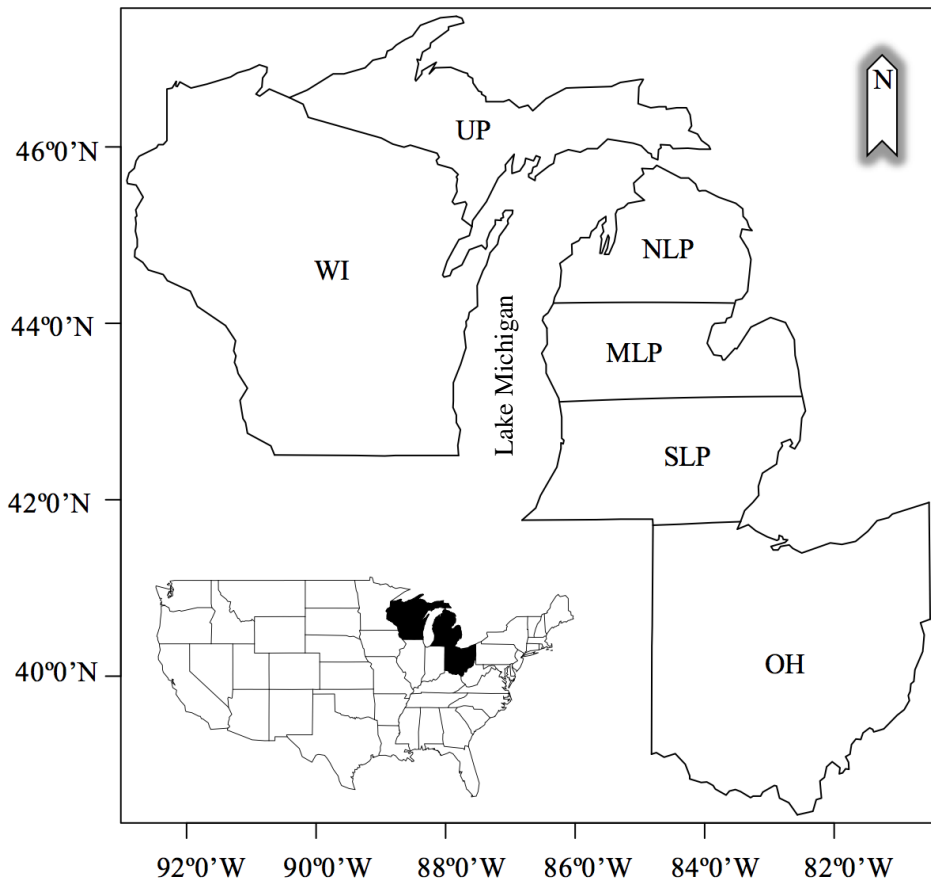 N
UP
46º0’N
NLP
WI
44º0’N
MLP
Lake Michigan
SLP
42º0’N
40º0’N
OH
92º0’W
90º0’W
88º0’W
86º0’W
84º0’W
82º0’W